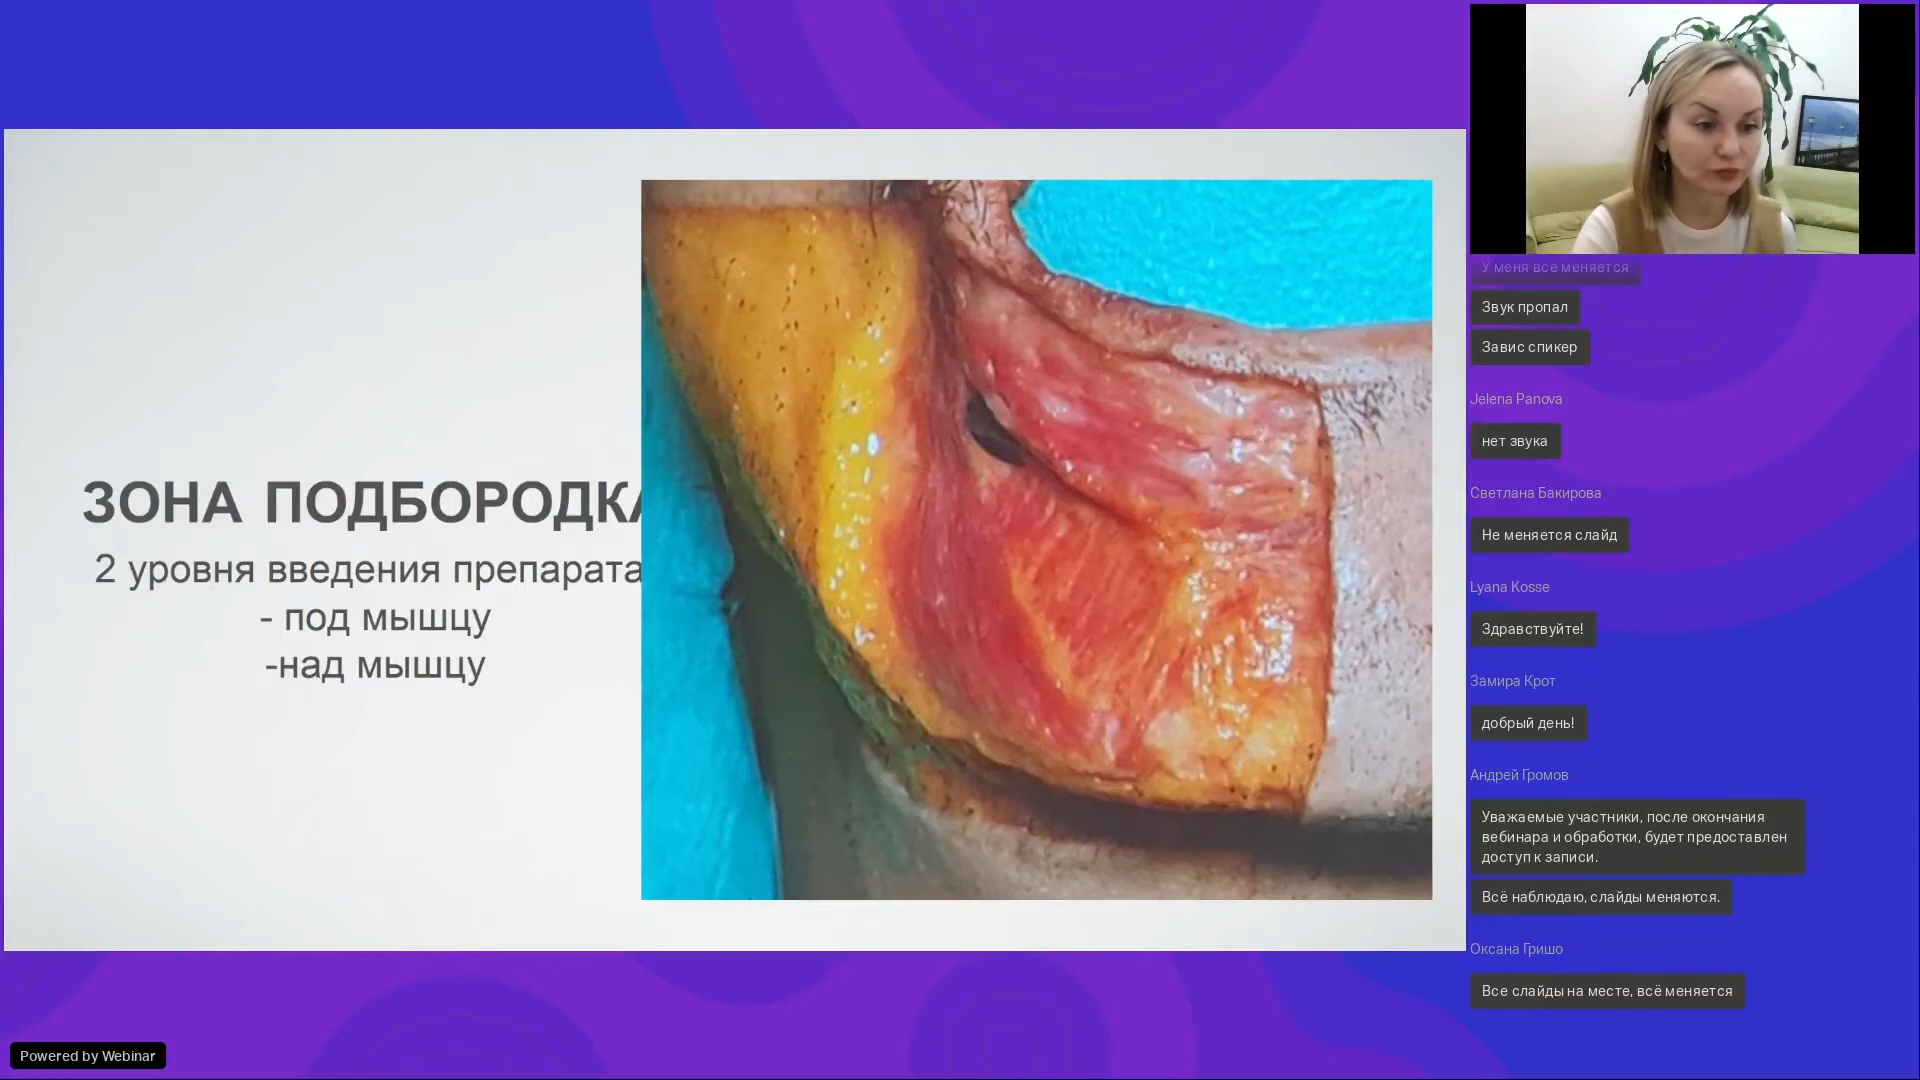 ЗОНА ПОДБОРОДКА
2 уровня введения препарата
- под мышцу
-над мышцу
У меня все меняется
Звук пропал
Завис спикер
Jelena Panova
нет звука
Светлана Бакирова
Не меняется слайд
Lyana Kosse
Здравствуйте!
Замира Крот
добрый день!
Андрей Громов
Уважаемые участники, после окончания
вебинара и обработки, будет предоставлен
доступ к записи.
Всё наблюдаю, слайды меняются.
Оксана Гришо
Все слайды на месте, всё меняется
Powered by Webinar